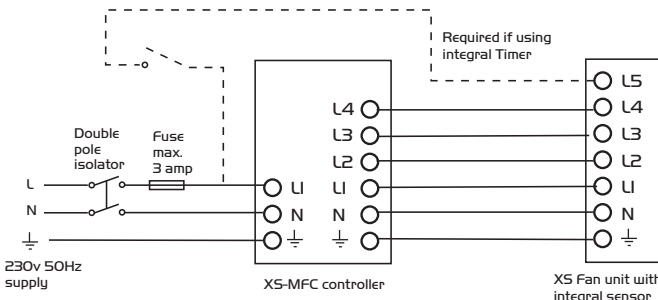 Required if using
integral Timer
L5
L4
L4
L3
L3
L2
L2
Double
pole
isolator
Fuse
max.
3 amp
L
L1
L1
L1
N
N
N
N
230v 50Hz
supply
XS-MFC controller
XS Fan unit with
integral sensor